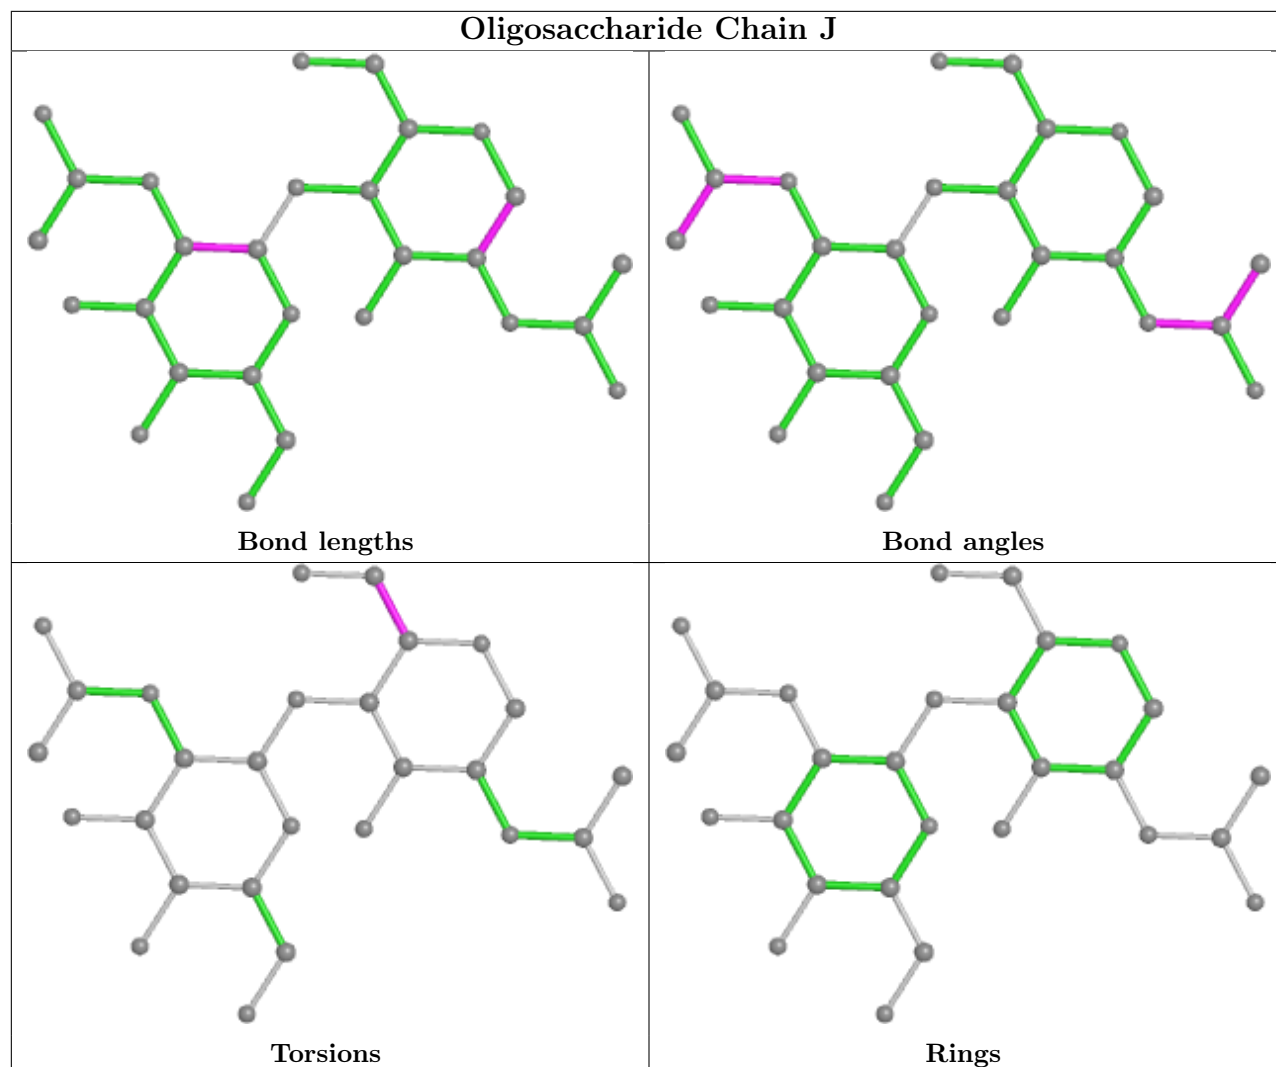 Oligosaccharide Chain J
Bond lengths
Bond angles
Torsions
Rings